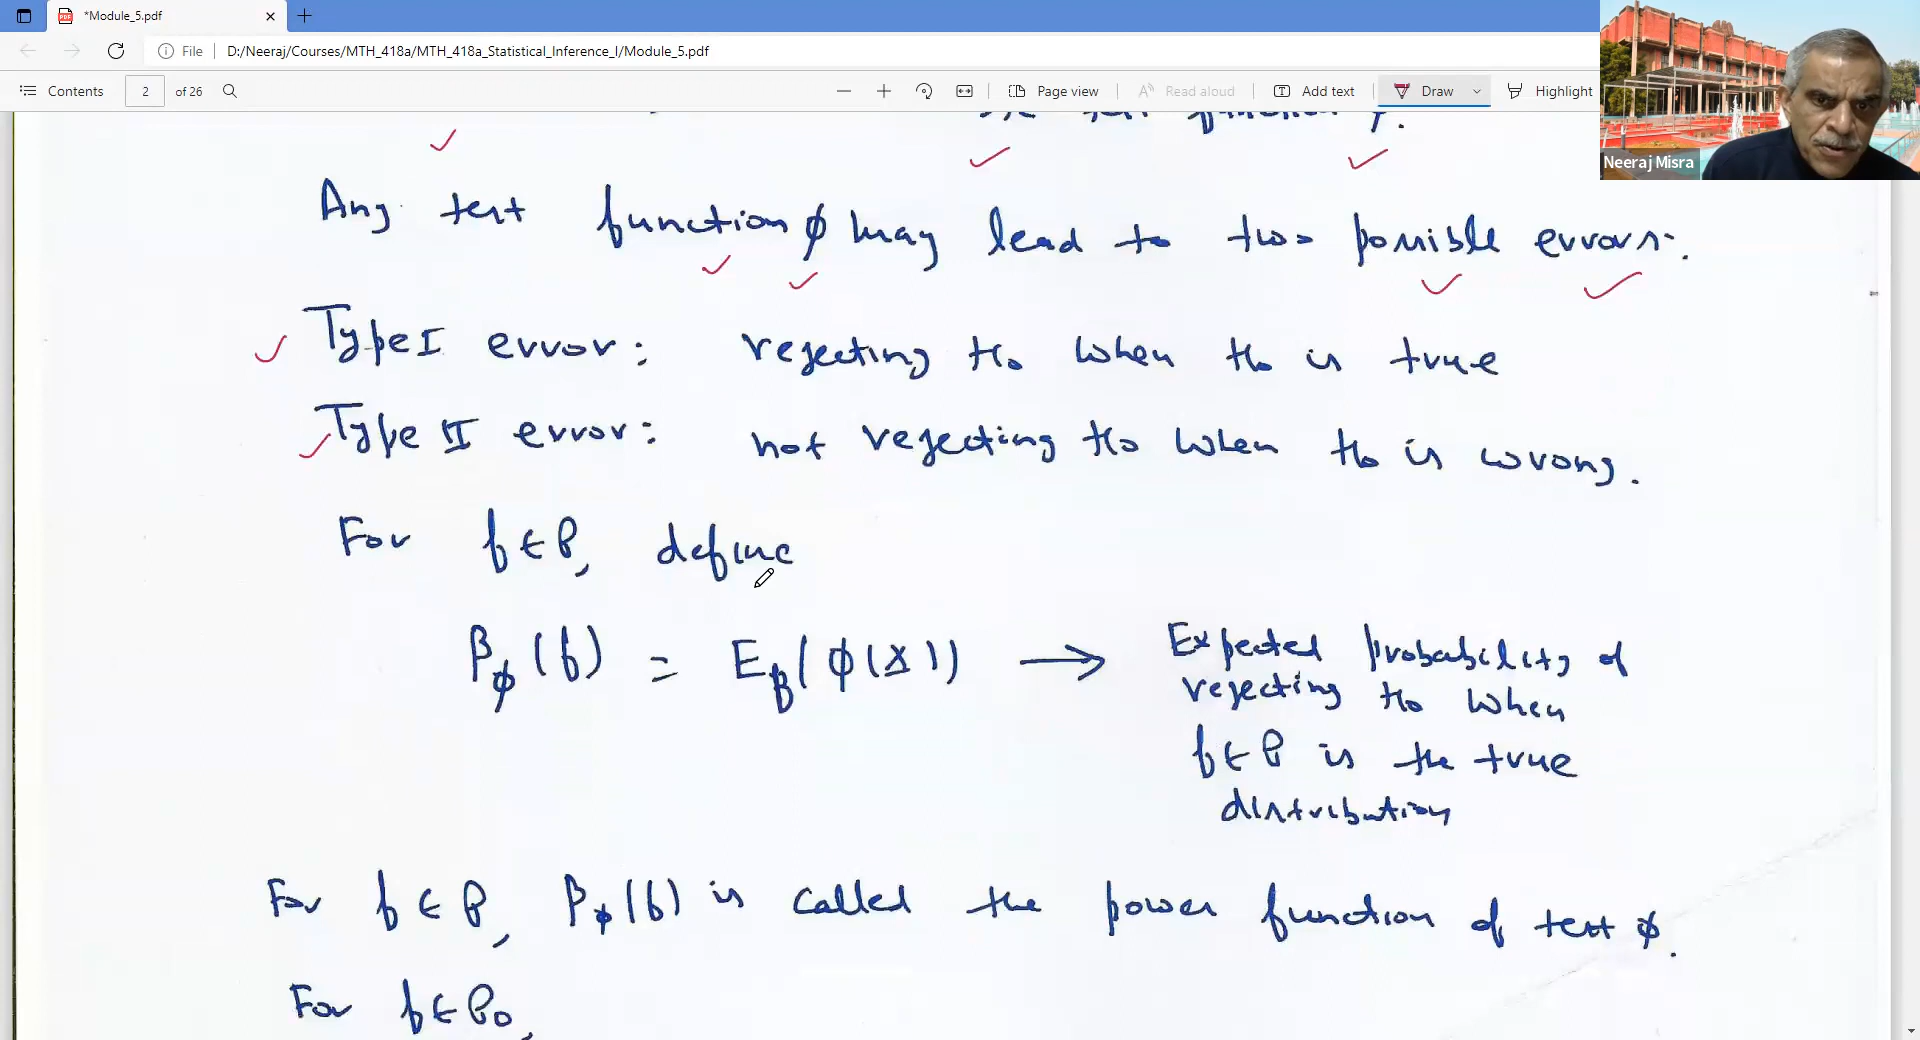 *Module_5.pdf
File D:/Neeraj/Courses/MTH_418a/MTH_418a_Statistical_Inference_I/Module_5.pdf
Contents 2 of 26 Page view Read aloud Add text Draw Highlight
Neeraj Misra
test function φ.
Any test function φ may lead to two possible errors:.
Type I error: rejecting H₀ when H₀ is true
Type II error: not rejecting H₀ when H₀ is wrong.
For f ∈ P, define
β_φ(f) = E_f(φ(X)) → Expected probability of
rejecting H₀ when
f ∈ P is the true
distribution
For f ∈ P, β_φ(f) is called the power function of test φ.
For f ∈ P₀,